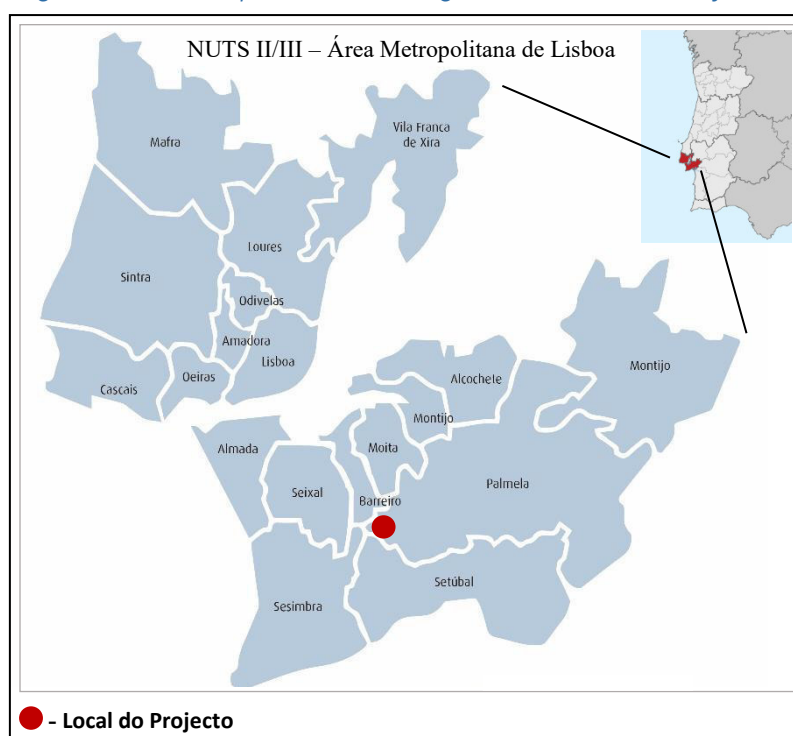 NUTS II/III – Área Metropolitana de Lisboa
Mafra
Vila Franca
de Xira
Loures
Sintra
Odivelas
Amadora
Lisboa
Oeiras
Cascais
Montijo
Alcochete
Montijo
Almada
Moita
Seixal
Palmela
Barreiro
Setúbal
Sesimbra
- Local do Projecto